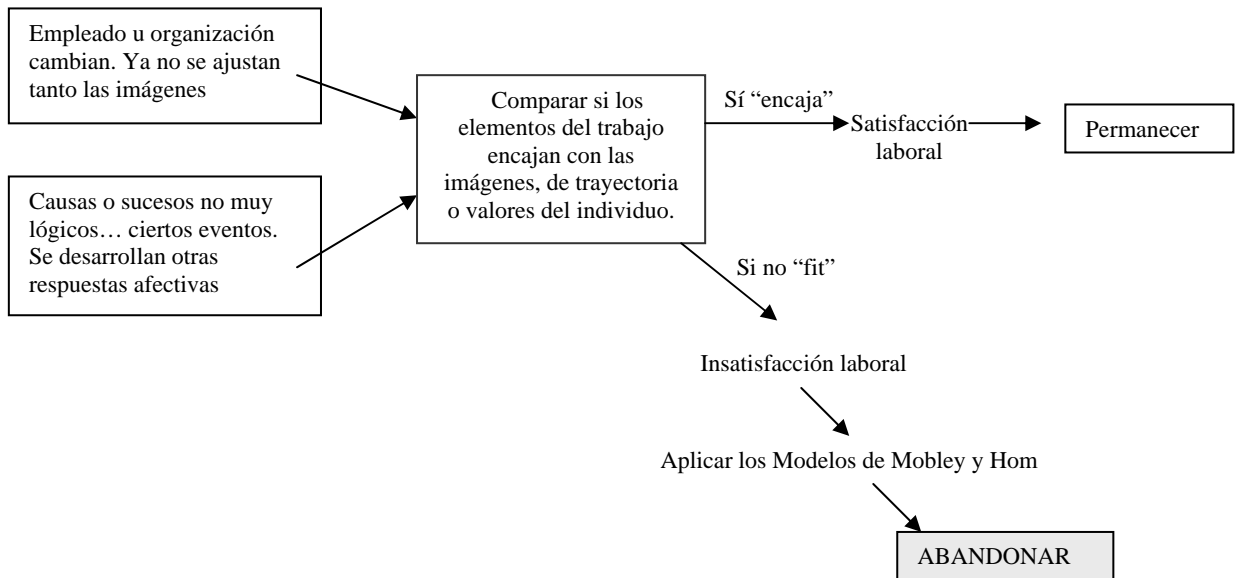 Empleado u organización
cambian. Ya no se ajustan
tanto las imágenes
Causas o sucesos no muy
lógicos… ciertos eventos.
Se desarrollan otras
respuestas afectivas
Comparar si los
elementos del trabajo
encajan con las
imágenes, de trayectoria
o valores del individuo.
Sí “encaja”
Satisfacción
laboral
Permanecer
Si no “fit”
Insatisfacción laboral
Aplicar los Modelos de Mobley y Hom
ABANDONAR